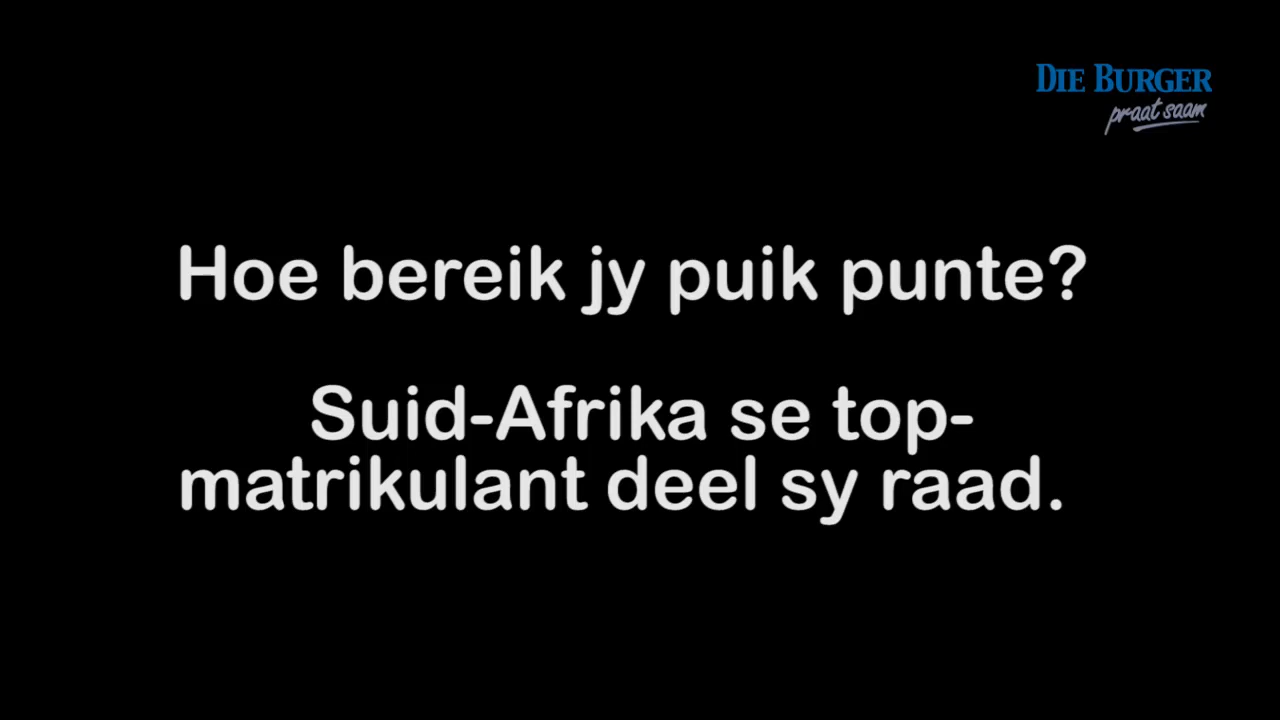 DIE BURGER
praat saam
Hoe bereik jy puik punte?
Suid-Afrika se top-
matrikulant deel sy raad.